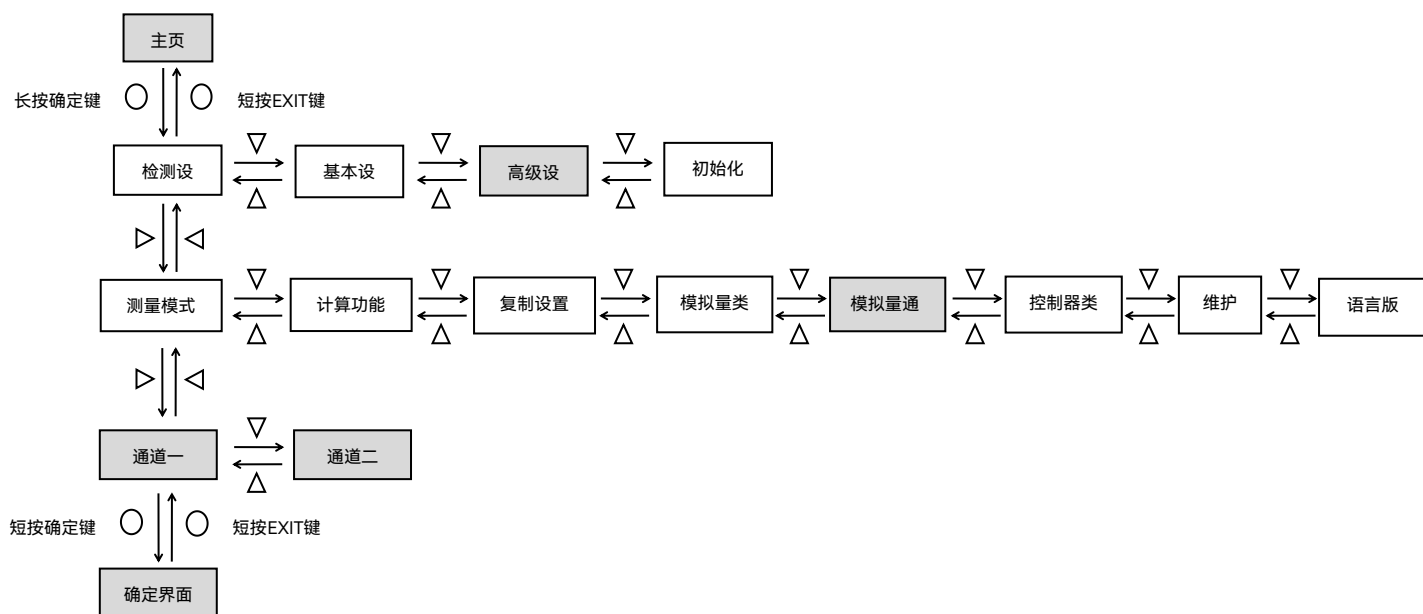 主页
长按确定键
短按EXIT键
检测设
基本设
高级设
初始化
测量模式
计算功能
复制设置
模拟量类
模拟量通
控制器类
维护
语言版
通道一
通道二
短按确定键
短按EXIT键
确定界面